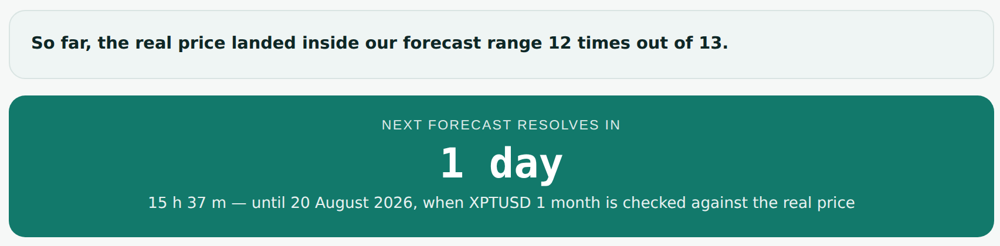 So far, the real price landed inside our forecast range 12 times out of 13.
NEXT FORECAST RESOLVES IN
1 day
15 h 37 m — until 20 August 2026, when XPTUSD 1 month is checked against the real price